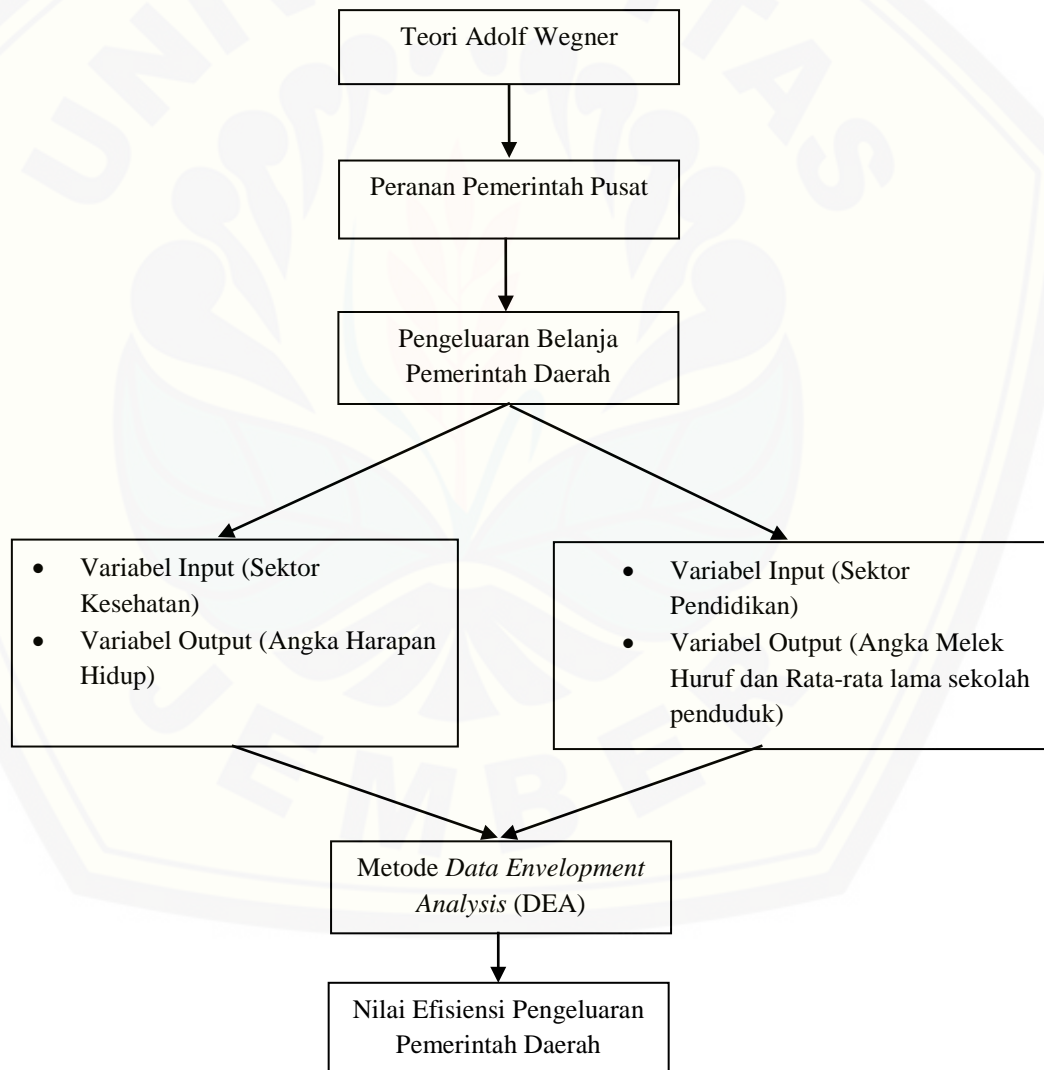 UNIVERSITAS
Teori Adolf Wegner
Peranan Pemerintah Pusat
Pengeluaran Belanja
Pemerintah Daerah
• Variabel Input (Sektor
Kesehatan)
• Variabel Output (Angka Harapan
Hidup)
• Variabel Input (Sektor
Pendidikan)
• Variabel Output (Angka Melek
Huruf dan Rata-rata lama sekolah
penduduk)
JEMBER
Metode Data Envelopment
Analysis (DEA)
Nilai Efisiensi Pengeluaran
Pemerintah Daerah